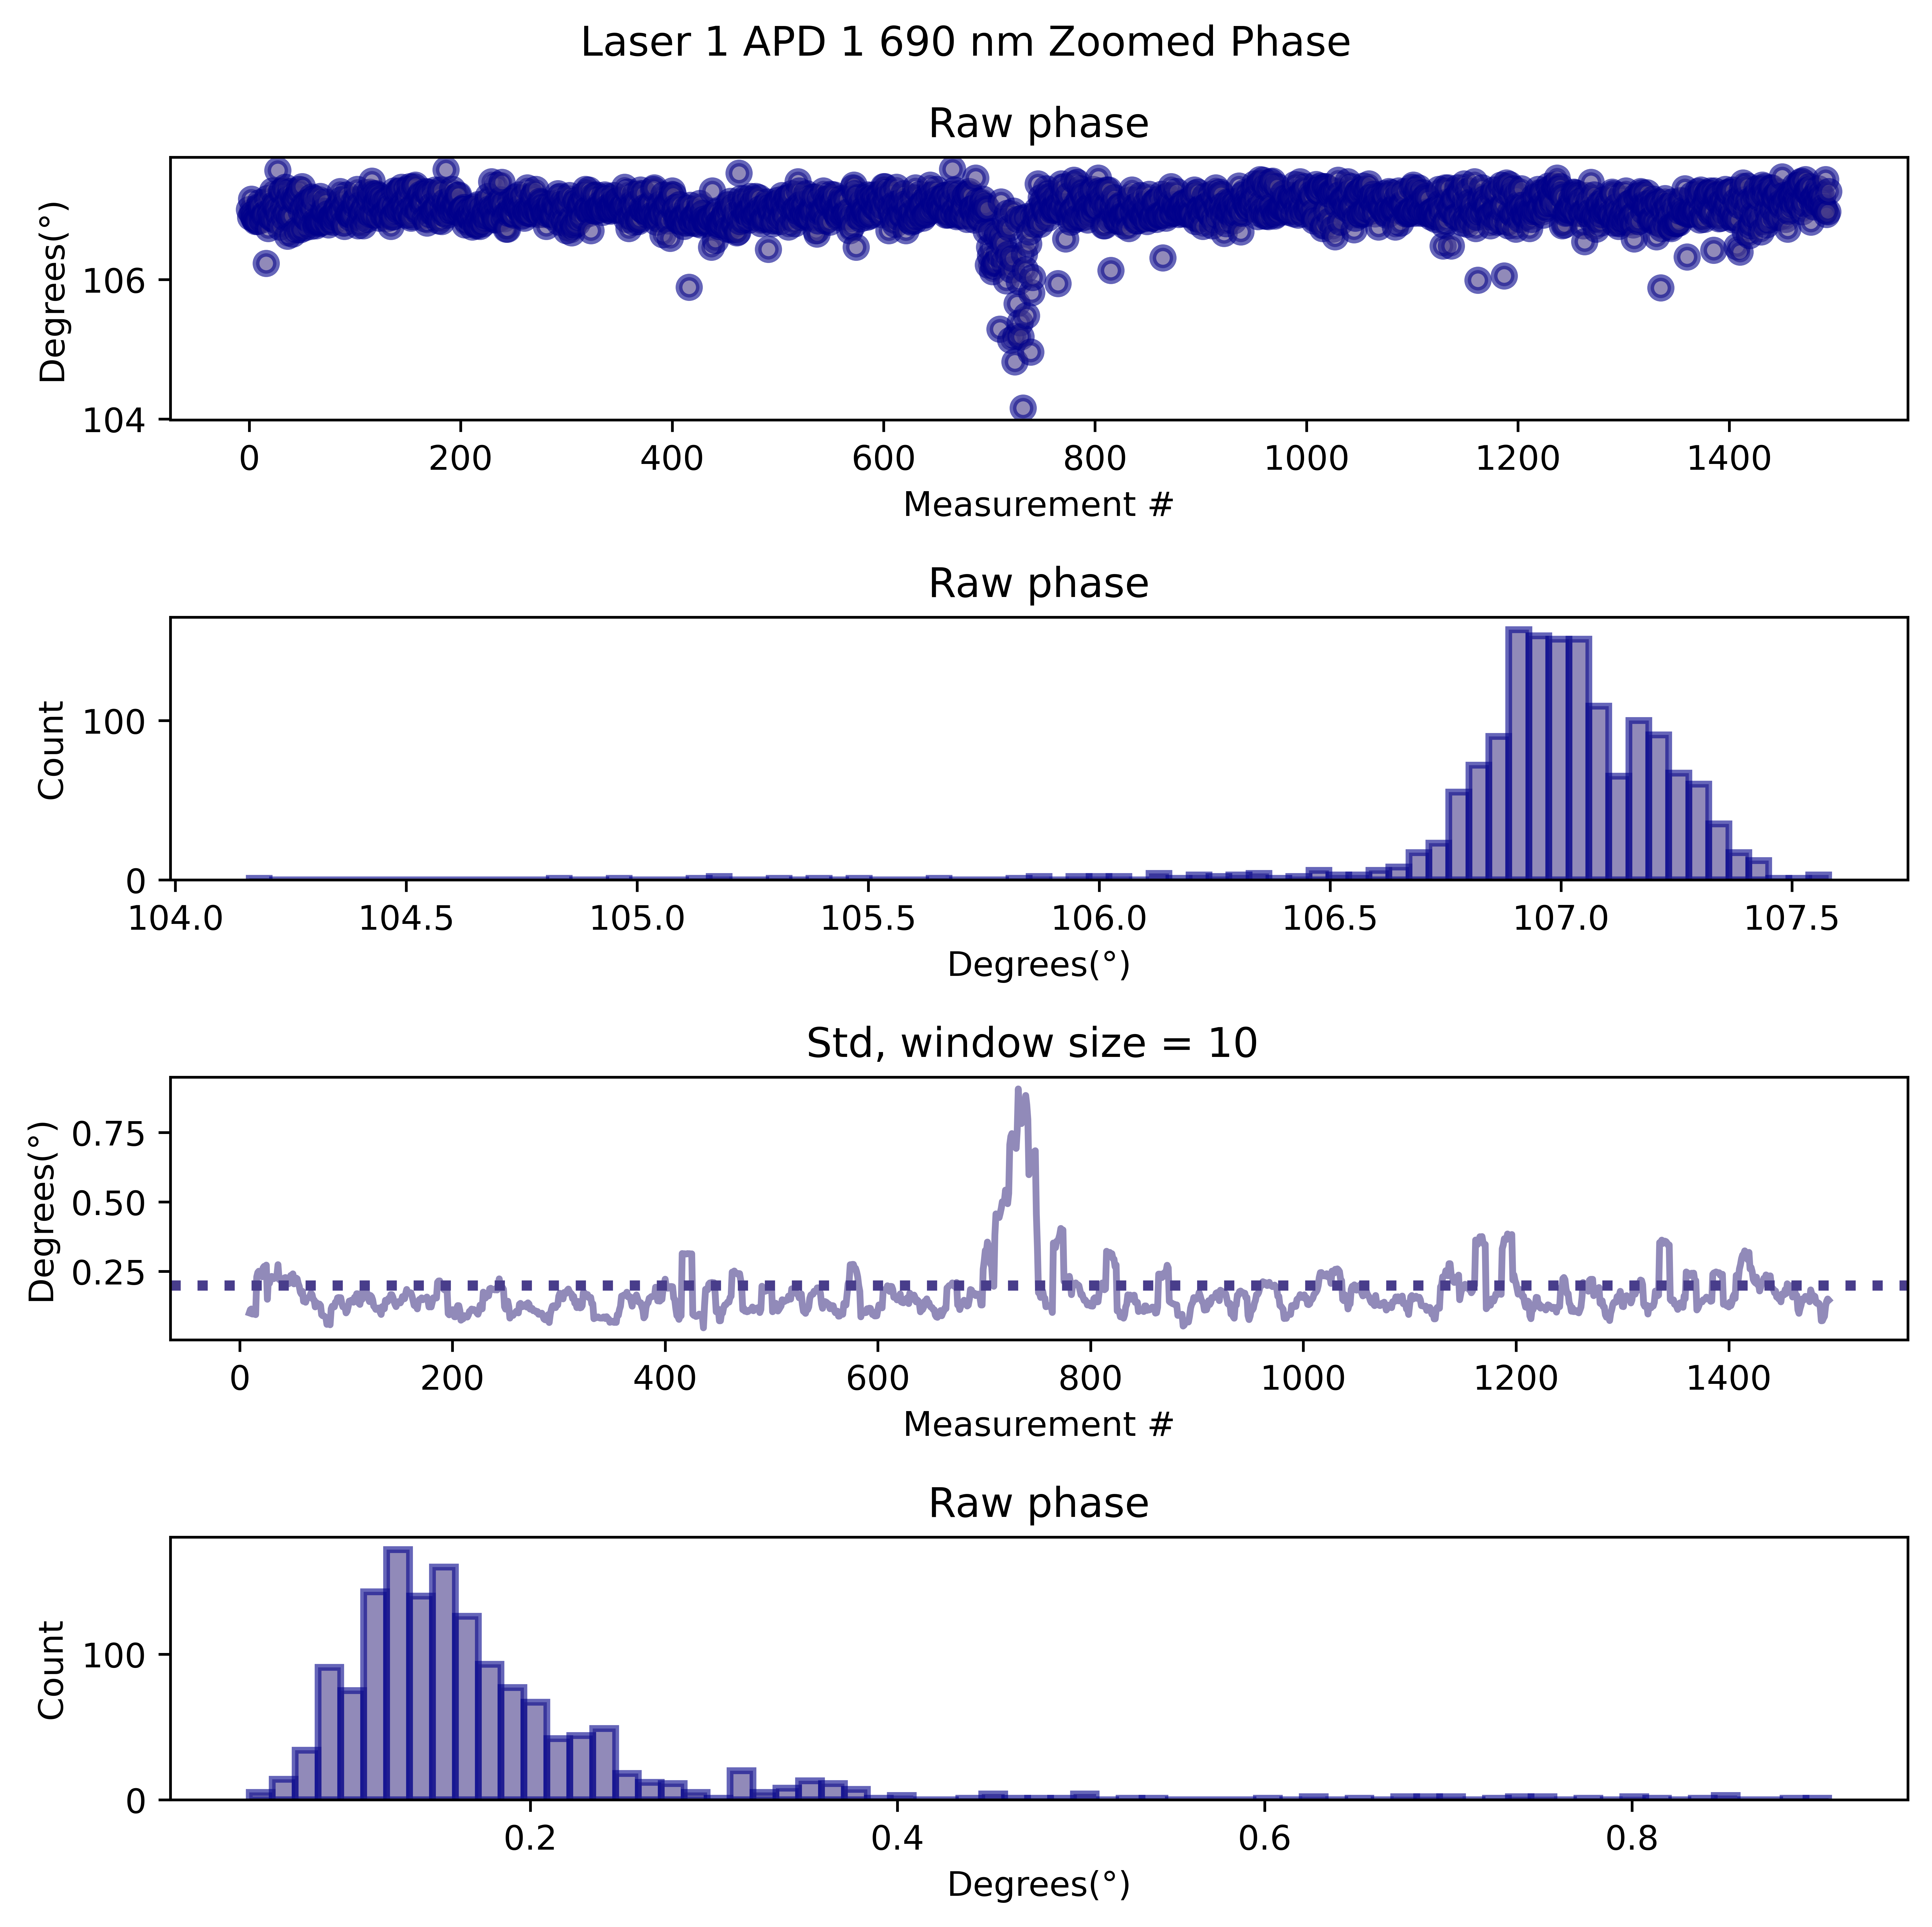 Laser 1 APD 1 690 nm Zoomed Phase
Raw phase
Degrees(°)
106
104
0 200 400 600 800 1000 1200 1400
Measurement #
Raw phase
Count
100
0
104.0 104.5 105.0 105.5 106.0 106.5 107.0 107.5
Degrees(°)
Std, window size = 10
Degrees(°)
0.75
0.50
0.25
0 200 400 600 800 1000 1200 1400
Measurement #
Raw phase
Count
100
0
0.2 0.4 0.6 0.8
Degrees(°)